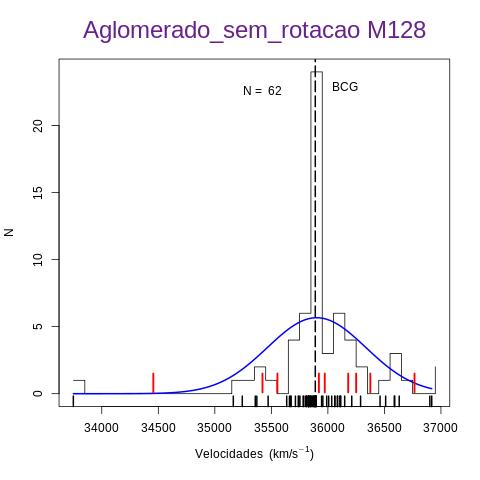 Aglomerado_sem_rotacao M128
N = 62
BCG
N
20
15
10
5
0
34000 34500 35000 35500 36000 36500 37000
Velocidades (km/s⁻¹)